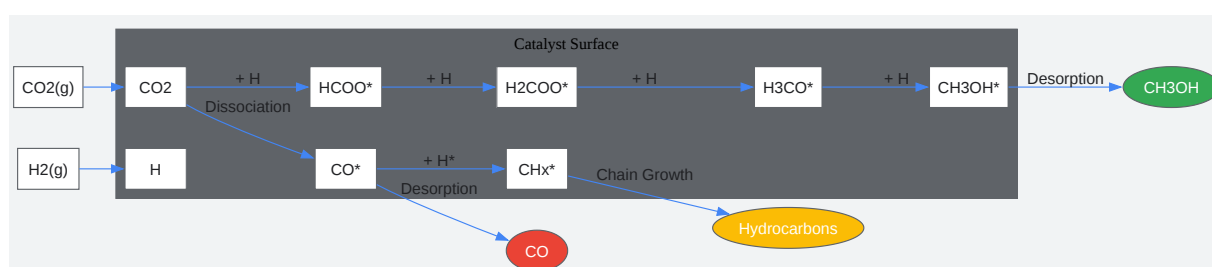 Catalyst Surface
CO2(g)
CO2
+ H
HCOO*
+ H
H2COO*
+ H
H3CO*
+ H
CH3OH*
Desorption
CH3OH
Dissociation
H2(g)
H
CO*
+ H*
CHx*
Chain Growth
Desorption
Hydrocarbons
CO